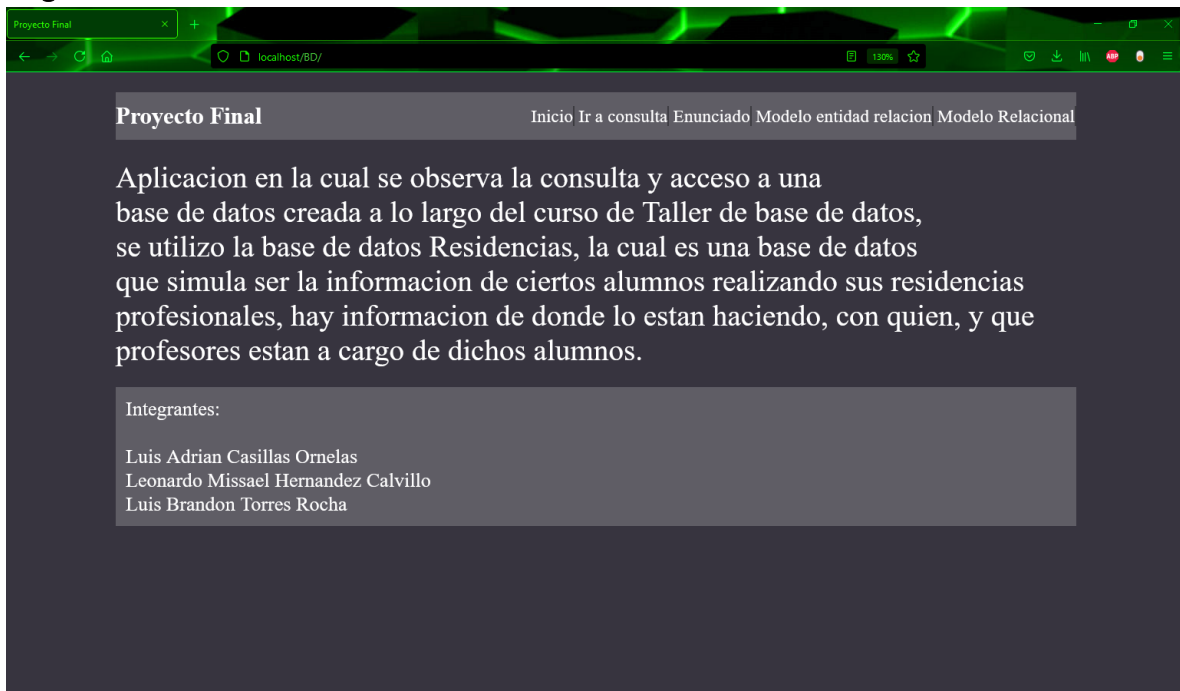 Proyecto Final
localhost/BD/
130%
ABP
Proyecto Final
Inicio Ir a consulta Enunciado Modelo entidad relacion Modelo Relacional
Aplicacion en la cual se observa la consulta y acceso a una
base de datos creada a lo largo del curso de Taller de base de datos,
se utilizo la base de datos Residencias, la cual es una base de datos
que simula ser la informacion de ciertos alumnos realizando sus residencias
profesionales, hay informacion de donde lo estan haciendo, con quien, y que
profesores estan a cargo de dichos alumnos.
Integrantes:
Luis Adrian Casillas Ornelas
Leonardo Missael Hernandez Calvillo
Luis Brandon Torres Rocha